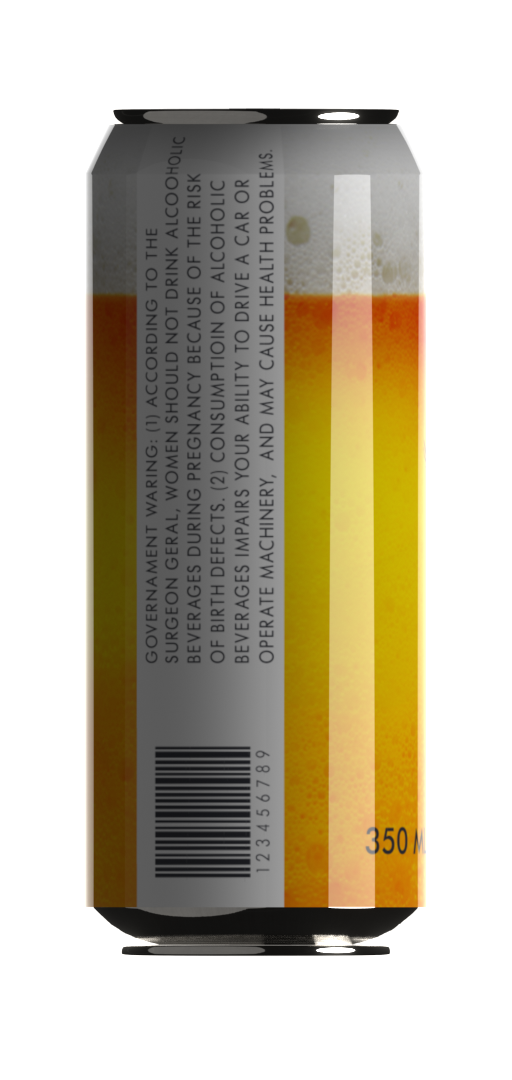 GOVERNAMENT WARING: (1) ACCORDING TO THE
SURGEON GERAL, WOMEN SHOULD NOT DRINK ALCOOHOLIC
BEVERAGES DURING PREGNANCY BECAUSE OF THE RISK
OF BIRTH DEFECTS. (2) CONSUMPTIOIN OF ALCOHOLIC
BEVERAGES IMPAIRS YOUR ABILITY TO DRIVE A CAR OR
OPERATE MACHINERY, AND MAY CAUSE HEALTH PROBLEMS.
123456789
350